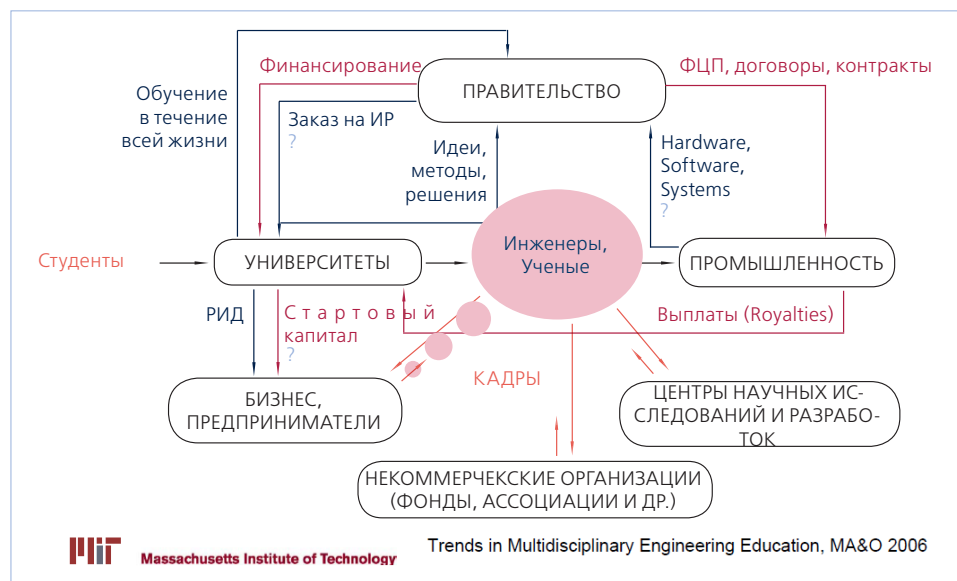 Финансирование
ФЦП, договоры, контракты
ПРАВИТЕЛЬСТВО
Обучение
в течение
всей жизни
Заказ на ИР
?
Идеи,
методы,
решения
Hardware,
Software,
Systems
?
Студенты
УНИВЕРСИТЕТЫ
Инженеры,
Ученые
ПРОМЫШЛЕННОСТЬ
РИД
Стартовый
капитал
?
Выплаты (Royalties)
КАДРЫ
БИЗНЕС,
ПРЕДПРИНИМАТЕЛИ
ЦЕНТРЫ НАУЧНЫХ ИС-
СЛЕДОВАНИЙ И РАЗРАБО-
ТОК
НЕКОММЕРЧЕКСКИЕ ОРГАНИЗАЦИИ
(ФОНДЫ, АССОЦИАЦИИ И ДР.)
MIT
Massachusetts Institute of Technology
Trends in Multidisciplinary Engineering Education, MA&O 2006